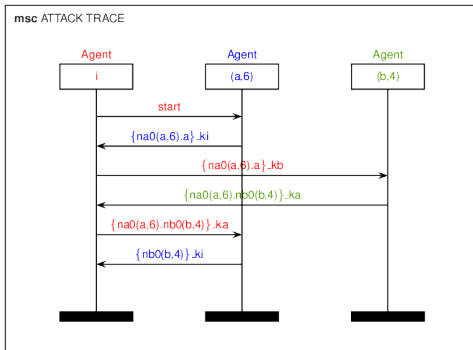 msc ATTACK TRACE
Agent Agent Agent
i (a,6) (b,4)
start
{na0(a,6).a}_ki
{na0(a,6).a}_kb
{na0(a,6).nb0(b,4)}_ka
{na0(a,6).nb0(b,4)}_ka
{nb0(b,4)}_ki